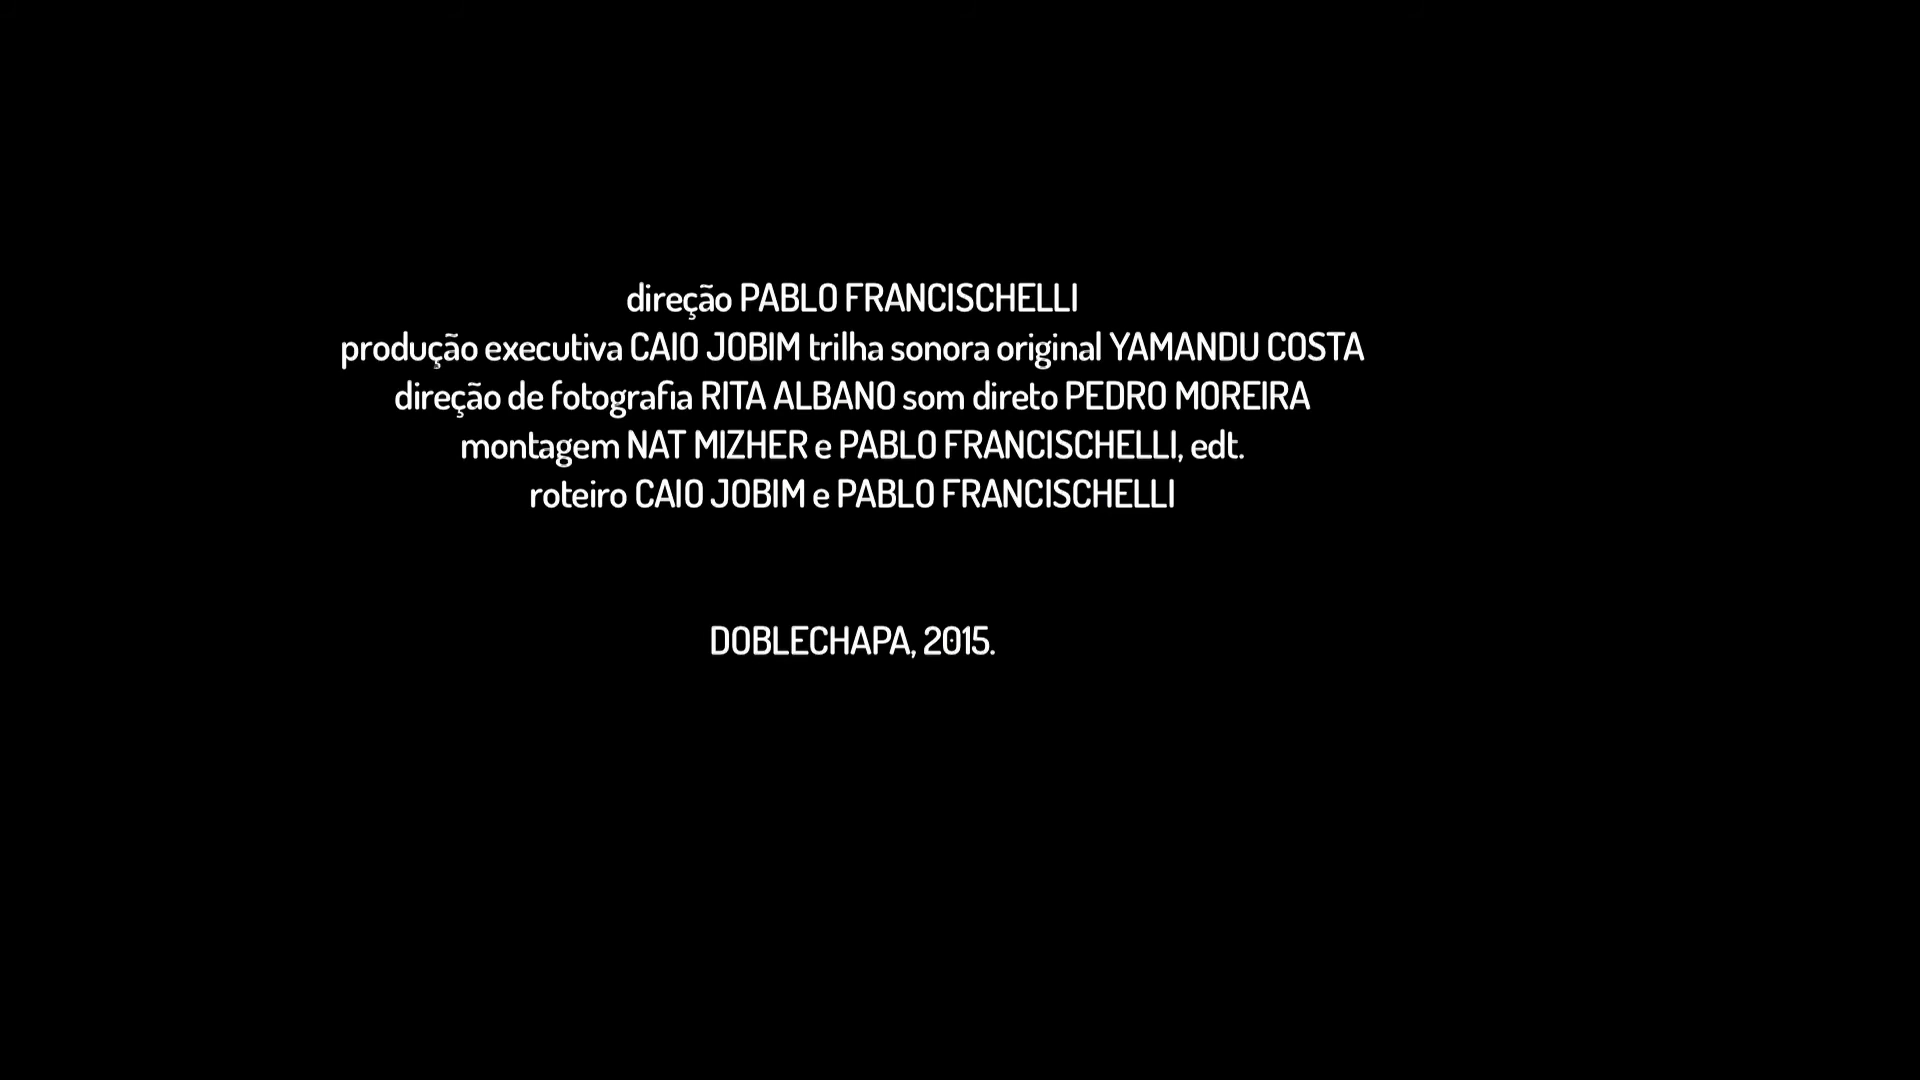 direção PABLO FRANCISCHELLI
produção executiva CAIO JOBIM trilha sonora original YAMANDU COSTA
direção de fotografia RITA ALBANO som direto PEDRO MOREIRA
montagem NAT MIZHER e PABLO FRANCISCHELLI, edt.
roteiro CAIO JOBIM e PABLO FRANCISCHELLI
DOBLECHAPA, 2015.